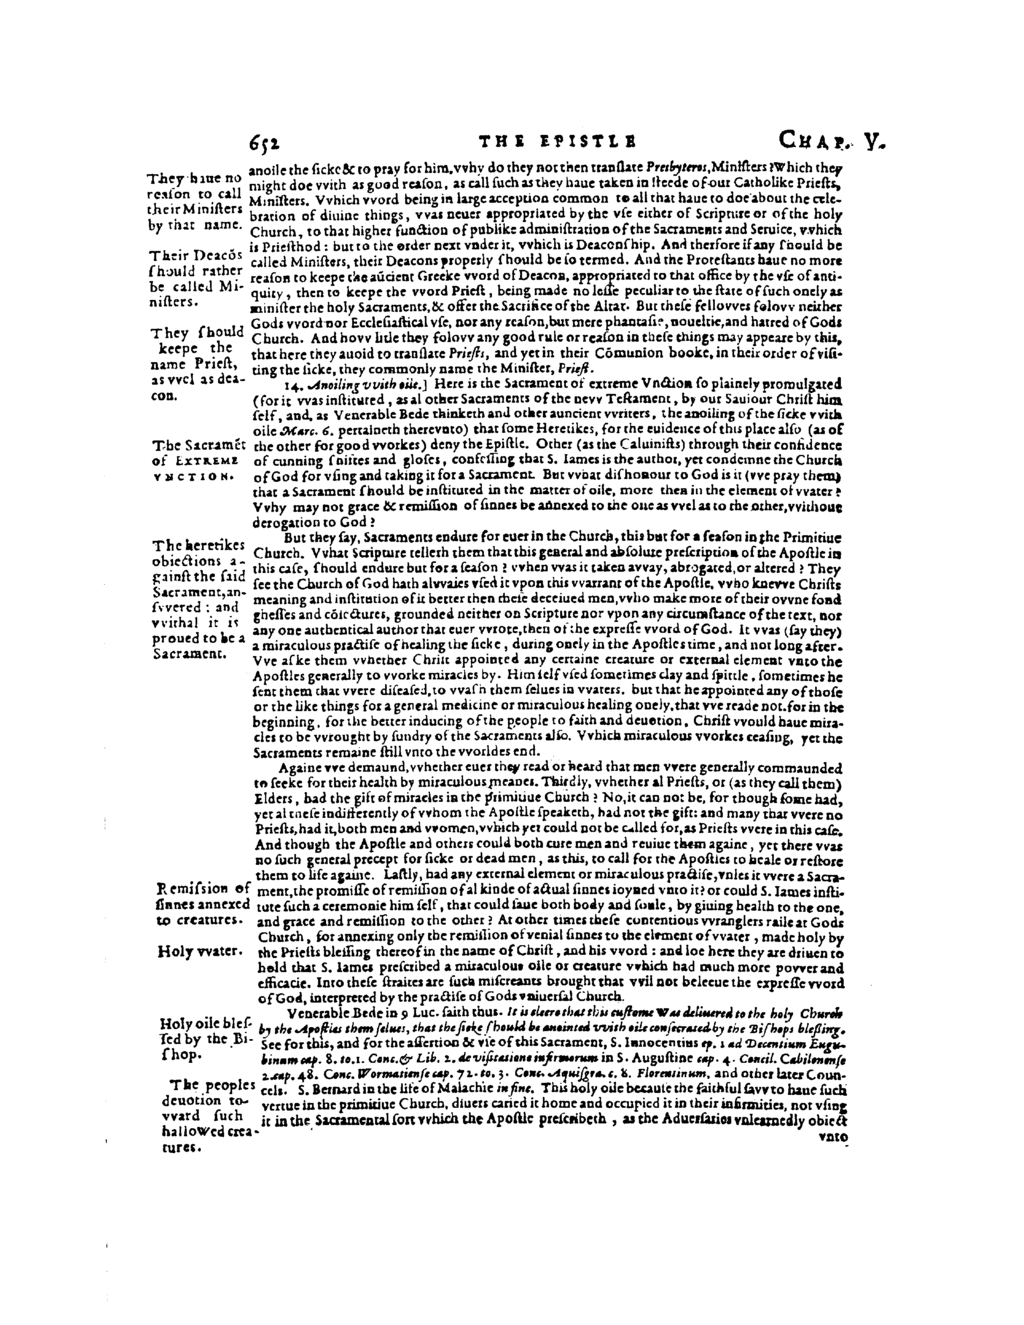 652 THE EPISTLE CHAP. V.
They haue no
reason to call
their Ministers
by that name.
Their Deacōs
should rather
be called Mi-
nisters.
They should
keepe the
name Priest,
as vvel as dea-
con.
The Sacramēt
of EXTREME
VNCTION.
The heretikes
obiections a-
gainst the said
Sacrament, an-
svvered: and
vvithal it is
proued to be a
Sacrament.
Remission of
sinnes annexed
to creatures.
Holy vvater.
Holy oile bles-
sed by the Bi-
shop.
The peoples
deuotion to-
vvard such
hallowed crea-
tures.
anoile the sicke & to pray for him, vvhy do they not then translate Presbyteros, Ministers? Which they
might doe vvith as good reason, as call such as they haue taken in steede of our Catholike Priests,
Ministers. Vvhich vvord being in large acception common to all that haue to doe about the cele-
bration of diuine things, vvas neuer appropriated by the vse either of Scripture or of the holy
Church, to that higher function of publike administration of the Sacraments and Seruice, vvhich
is Priesthod: but to the order next vnder it, vvhich is Deaconship. And therfore if any should be
called Ministers, their Deacons properly should be so termed. And the Protestants haue no more
reason to keepe the aūcient Greeke vvord of Deacon, appropriated to that office by the vse of anti-
quity, then to keepe the vvord Priest, being made no lesse peculiar to the state of such onely as
minister the holy Sacraments, & offer the Sacrifice of the Altar. But these fellovves folovv neither
Gods vvord nor Ecclesiastical vse, nor any reason, but mere phantasie, noueltie, and hatred of Gods
Church. And hovv litle they folovv any good rule or reason in these things may appeare by this,
that here they auoid to translate Priests, and yet in their Cōmunion booke, in their order of visi-
ting the sicke, they commonly name the Minister, Priest.
14. Anoiling vvith oile.] Here is the Sacrament of extreme Vnction so plainely promulgated
(for it vvas instituted, as al other Sacraments of the nevv Testament, by our Sauiour Christ him
self, and, as Venerable Bede thinketh and other auncient vvriters, the anoiling of the sicke vvith
oile Marc. 6. pertaineth therevnto) that some Heretikes, for the euidence of this place also (as of
the other for good vvorkes) deny the Epistle. Other (as the Caluinists) through their confidence
of cunning shiftes and gloses, confessing that S. Iames is the author, yet condemne the Church
of God for vsing and taking it for a Sacrament. But vvhat dishonour to God is it (vve pray them)
that a Sacrament should be instituted in the matter of oile, more then in the element of vvater?
Vvhy may not grace & remission of sinnes be annexed to the one as vvel as to the other, vvithout
derogation to God?
But they say, Sacraments endure for euer in the Church, this but for a season in the Primitiue
Church. Vvhat Scripture telleth them that this general and absolute prescription of the Apostle in
this case, should endure but for a season? vvhen vvas it taken avvay, abrogated, or altered? They
see the Church of God hath alvvaies vsed it vpon this vvarrant of the Apostle, vvho knevve Christs
meaning and institution of it better then these deceiued men, vvho make more of their ovvne fond
ghesses and cōiectures, grounded neither on Scripture nor vpon any circumstance of the text, nor
any one authentical author that euer vvrote, then of the expresse vvord of God. It vvas (say they)
a miraculous practise of healing the sicke, during onely in the Apostles time, and not long after.
Vve aske them vvhether Christ appointed any certaine creature or external element vnto the
Apostles generally to vvorke miracles by. Him self vsed sometimes clay and spittle, sometimes he
sent them that vvere diseased, to vvash them selues in vvaters. but that he appointed any of those
or the like things for a general medicine or miraculous healing onely, that vve reade not. for in the
beginning, for the better inducing of the people to faith and deuotion, Christ vvould haue mira-
cles to be vvrought by sundry of the Sacraments also. Vvhich miraculous vvorkes ceasing, yet the
Sacraments remaine still vnto the vvorldes end.
Againe vve demaund, vvhether euer they read or heard that men vvere generally commaunded
to seeke for their health by miraculous meanes. Thirdly, vvhether al Priests, or (as they call them)
Elders, had the gift of miracles in the primitiue Church? No, it can not be, for though some had,
yet al these indifferently of vvhom the Apostle speaketh, had not the gift: and many that vvere no
Priests, had it, both men and vvomen, vvhich yet could not be called for, as Priests vvere in this case.
And though the Apostle and others could both cure men and reuiue them againe, yet there vvas
no such general precept for sicke or dead men, as this, to call for the Apostles to heale or restore
them to life againe. Lastly, had any external element or miraculous practise, vnles it vvere a Sacra-
ment, the promisse of remission of al kinde of actual sinnes ioyned vnto it? or could S. Iames insti-
tute such a ceremonie him self, that could saue both body and soule, by giuing health to the one,
and grace and remission to the other? At other times these contentious vvranglers raile at Gods
Church, for annexing only the remission of venial sinnes to the element of vvater, made holy by
the Priests blessing thereof in the name of Christ, and his vvord: and loe here they are driuen to
hold that S. Iames prescribed a miraculous oile or creature vvhich had much more povver and
efficacie. Into these straites are such miscreants brought that vvil not beleeue the expresse vvord
of God, interpreted by the practise of Gods vniuersal Church.
Venerable Bede in 9 Luc. saith thus. It is cleere that this custome was deliuered to the holy Church
by the Apostles them selues, that the sicke should be anointed vvith oile consecrated by the Bishops blessing.
See for this, and for the assertion & vse of this Sacrament, S. Innocentius ep. 1 ad Decentium Eugu-
binum cap. 8. to. 1. Conc. & Lib. 2. de visitatione infirmorum in S. Augustine cap. 4. Concil. Cabilonense
2. cap. 48. Conc. Wormatiense cap. 72. to. 3. Conc. Aquisgra. c. 8. Florentinum, and other later Coun-
cels. S. Bernard in the life of Malachie in fine. This holy oile because the faithful savv to haue such
vertue in the primitiue Church, diuers caried it home and occupied it in their infirmities, not vsing
it in the Sacramental sort vvhich the Apostle prescribeth, as the Aduersaries vnlearnedly obiect
vnto